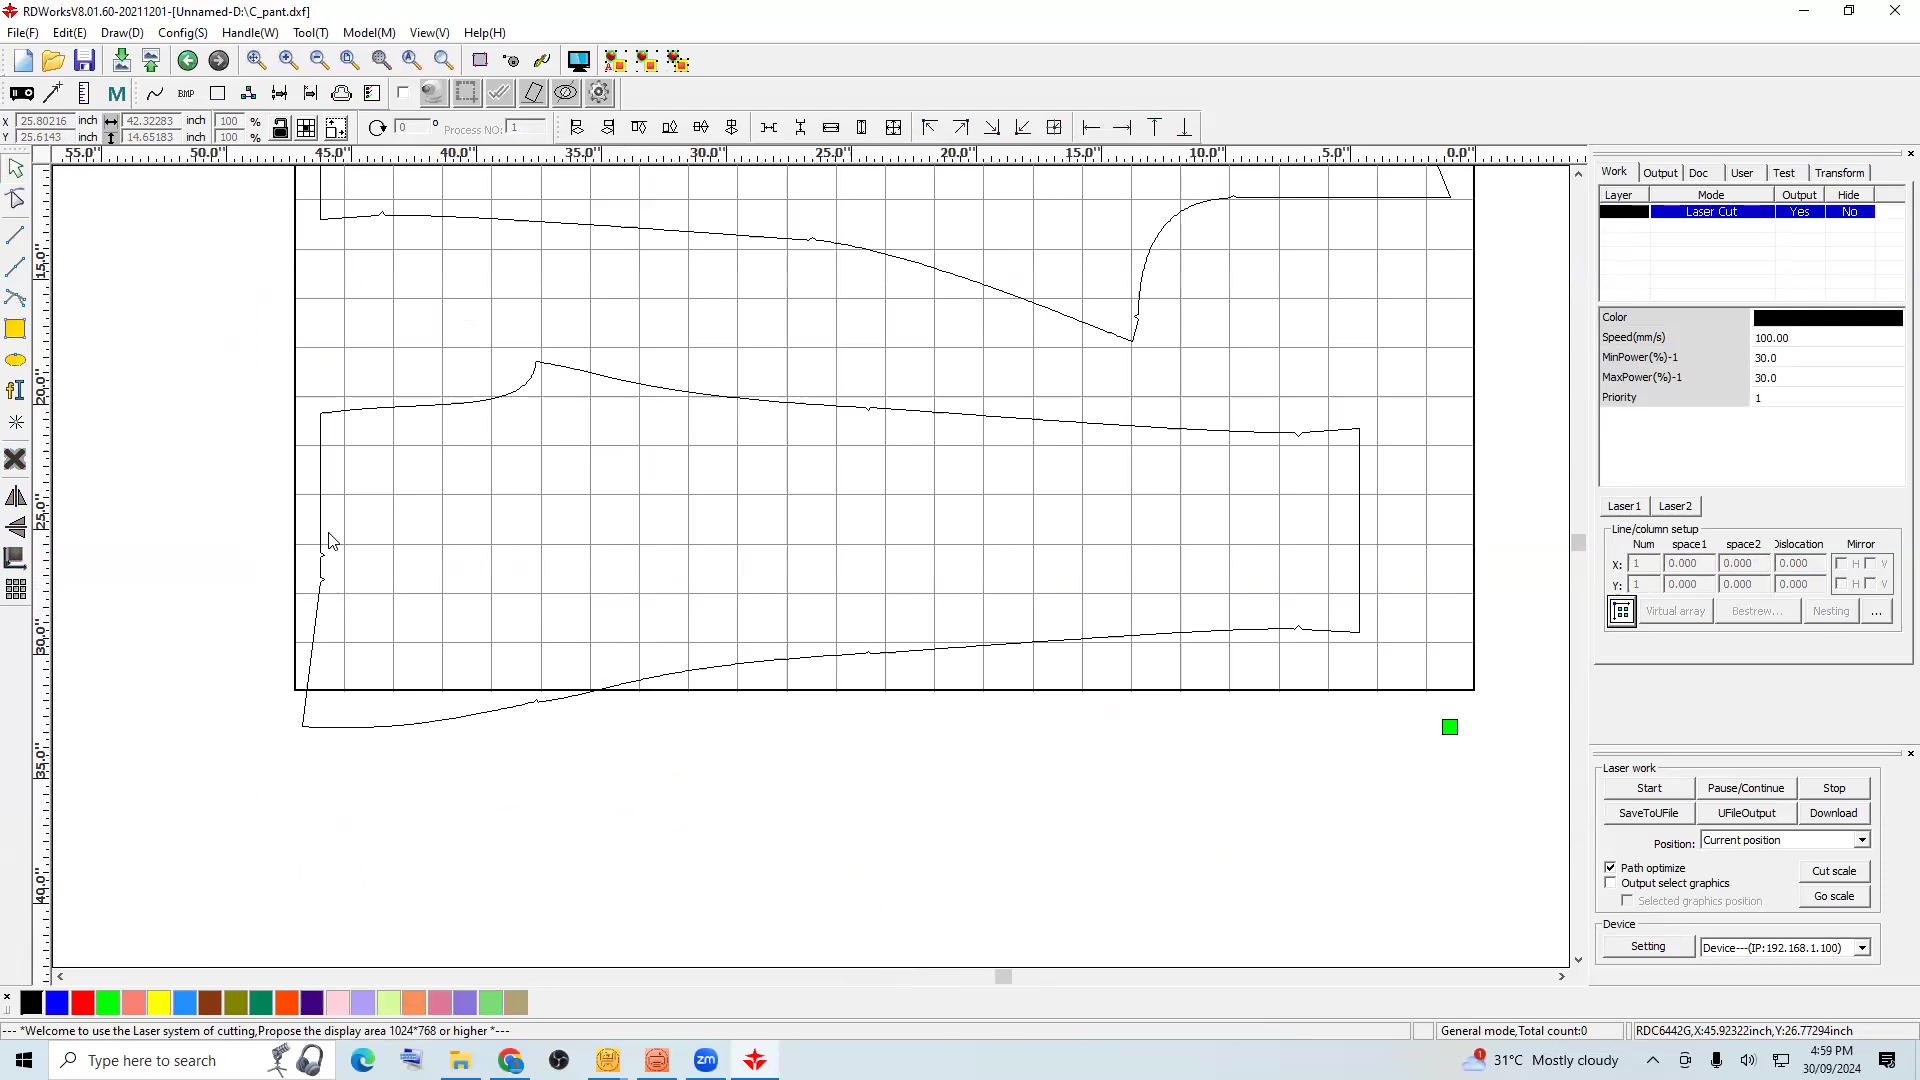 RDWorksV8.01.60-20211201-[Unnamed-D:\C_pant.dxf]
File(F) Edit(E) Draw(D) Config(S) Handle(W) Tool(T) Model(M) View(V) Help(H)
BMP
X 25.80216 inch 42.32283 inch 100 %
Y 25.6143 inch 14.65183 inch 100 %
0 ° Process NO: 1
55.0'' 50.0'' 45.0'' 40.0'' 35.0'' 30.0'' 25.0'' 20.0'' 15.0'' 10.0'' 5.0'' 0.0''
15.0''
20.0''
25.0''
30.0''
35.0''
40.0''
Work Output Doc User Test Transform
Layer Mode Output Hide
Laser Cut Yes No
Color
Speed(mm/s) 100.00
MinPower(%)-1 30.0
MaxPower(%)-1 30.0
Priority 1
Laser1 Laser2
Line/column setup
Num space1 space2 Dislocation Mirror
X: 1 0.000 0.000 0.000 H V
Y: 1 0.000 0.000 0.000 H V
Virtual array Bestrew... Nesting ...
Laser work
Start Pause/Continue Stop
SaveToUFile UFileOutput Download
Position: Current position
Path optimize Cut scale
Output select graphics
Selected graphics position Go scale
Device
Setting Device---(IP:192.168.1.100)
--- *Welcome to use the Laser system of cutting,Propose the display area 1024*768 or higher *---
General mode,Total count:0
RDC6442G,X:45.92322inch,Y:26.77294inch
Type here to search
zm
1
31°C Mostly cloudy
4:59 PM
30/09/2024